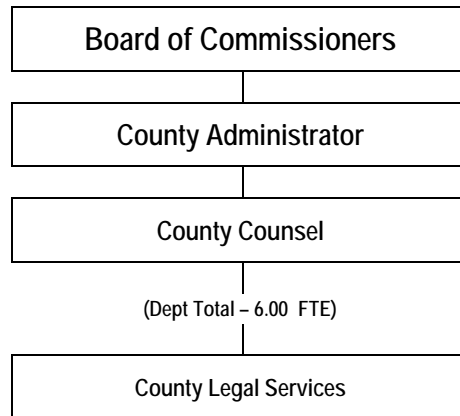 Board of Commissioners
County Administrator
County Counsel
(Dept Total – 6.00 FTE)
County Legal Services